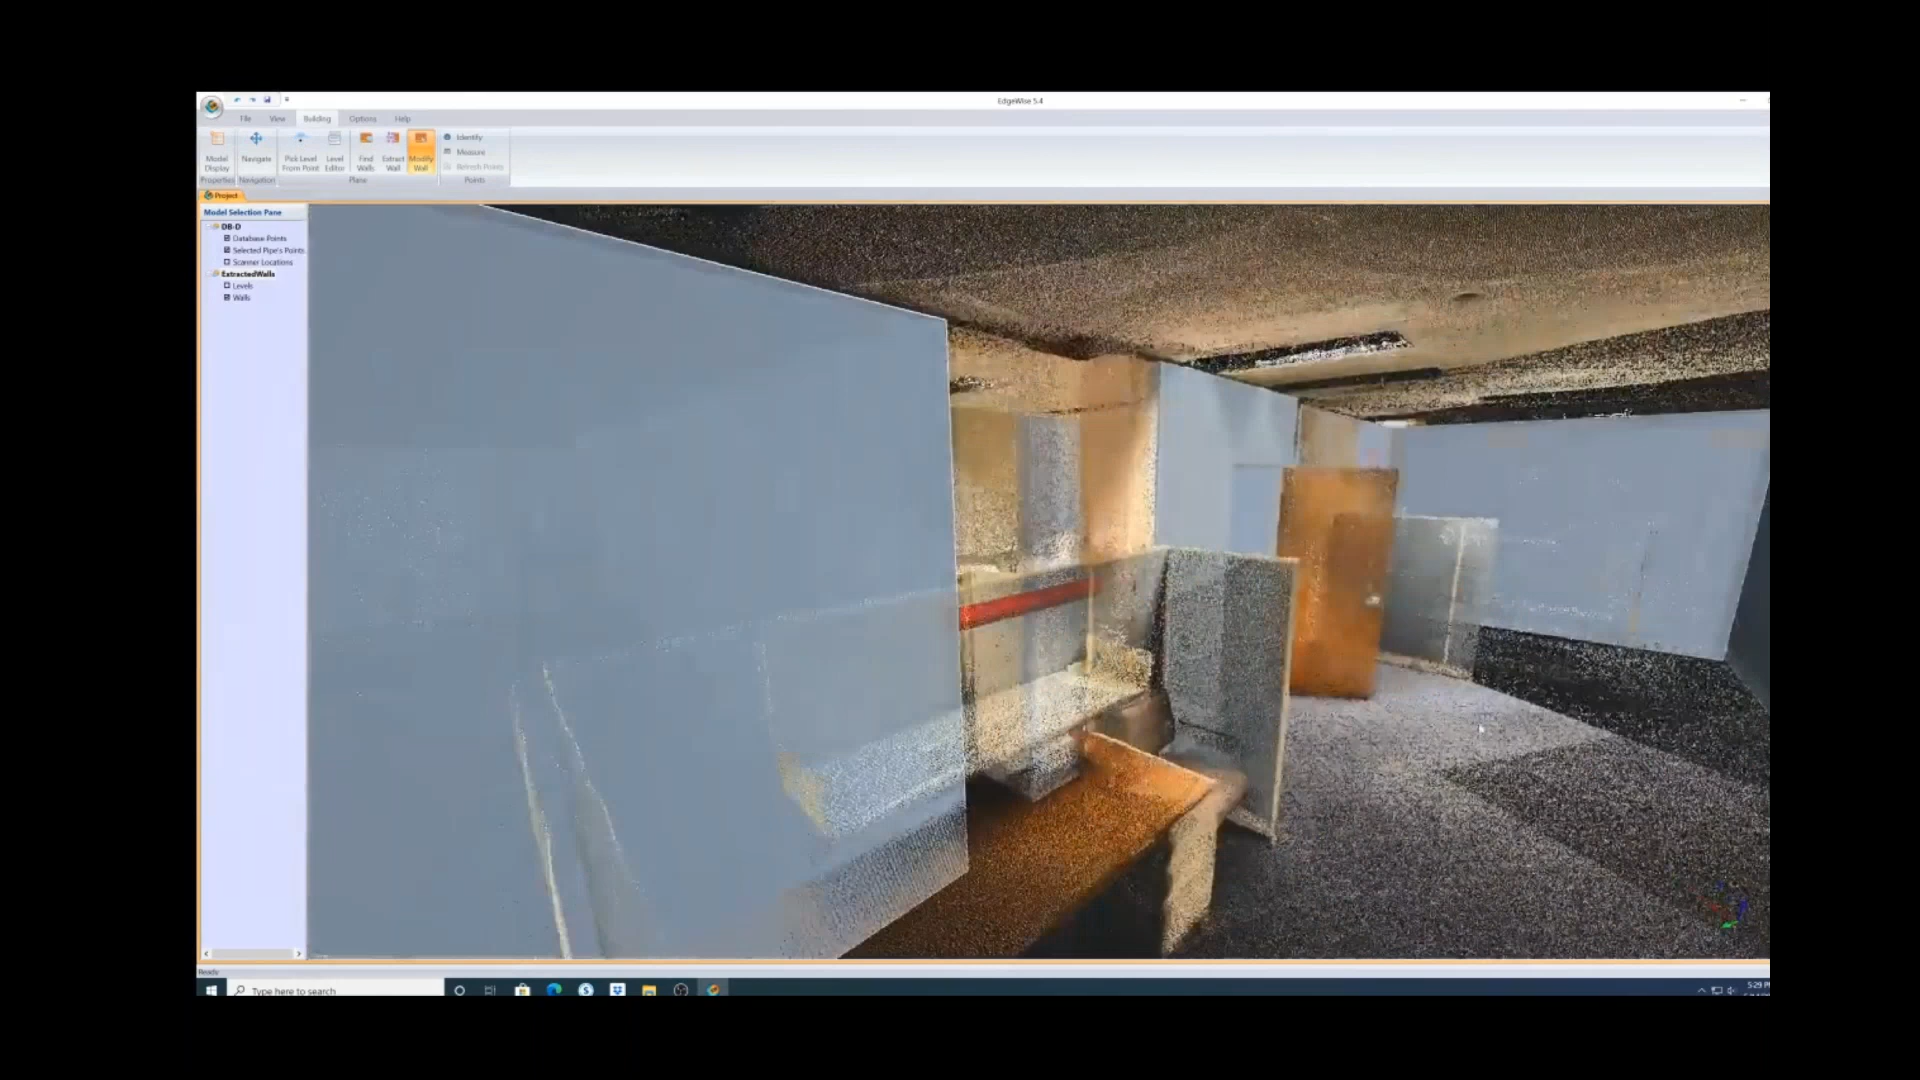 EdgeWise 5.4
File View Building Options Help
Model Display
Navigate
Pick Level From Point
Level Editor
Find Walls
Extract Wall
Modify Wall
Identify
Measure
Refresh Points
Properties Navigation Plane Points
Project
Model Selection Pane
DB-D
Database Points
Selected Pipe's Points
Scanner Locations
ExtractedWalls
Levels
Walls
Ready
Type here to search
5:29